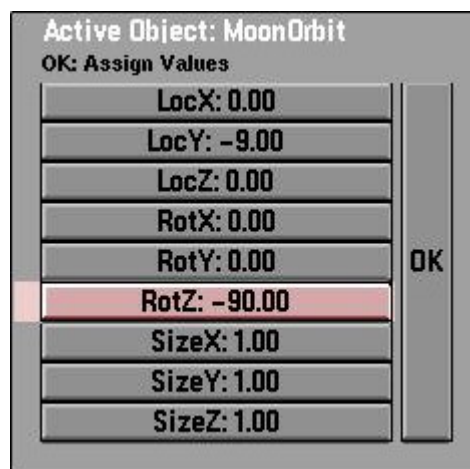 Active Object: MoonOrbit
OK: Assign Values
LocX: 0.00
LocY: -9.00
LocZ: 0.00
RotX: 0.00
RotY: 0.00
OK
RotZ: -90.00
SizeX: 1.00
SizeY: 1.00
SizeZ: 1.00